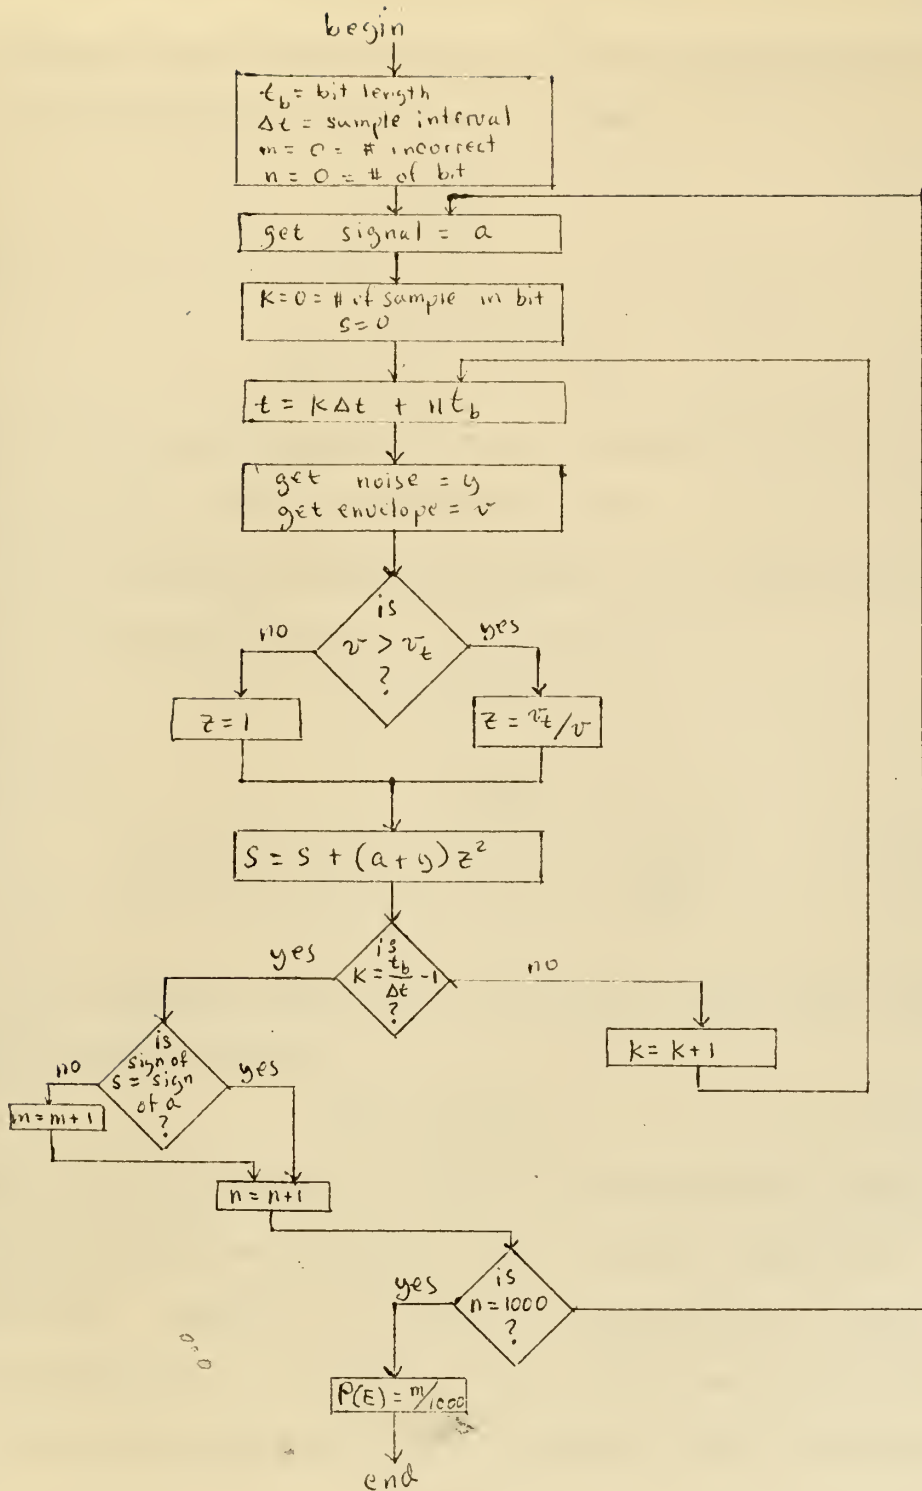 begin
t_b = bit length
Δt = sample interval
m = 0 = # incorrect
n = 0 = # of bit
get signal = a
K=0= # of sample in bit
s=0
t = KΔt + nt_b
get noise = y
get envelope = v
is
v > v_t
?
no
yes
z=1
z = v_t/v
S = S + (a+y)z²
is
K = t_b/Δt - 1
?
yes
no
K = K+1
is
sign of
s = sign
of a
?
no
yes
m=m+1
n=n+1
is
n=1000
?
yes
P(E) = m/1000
end